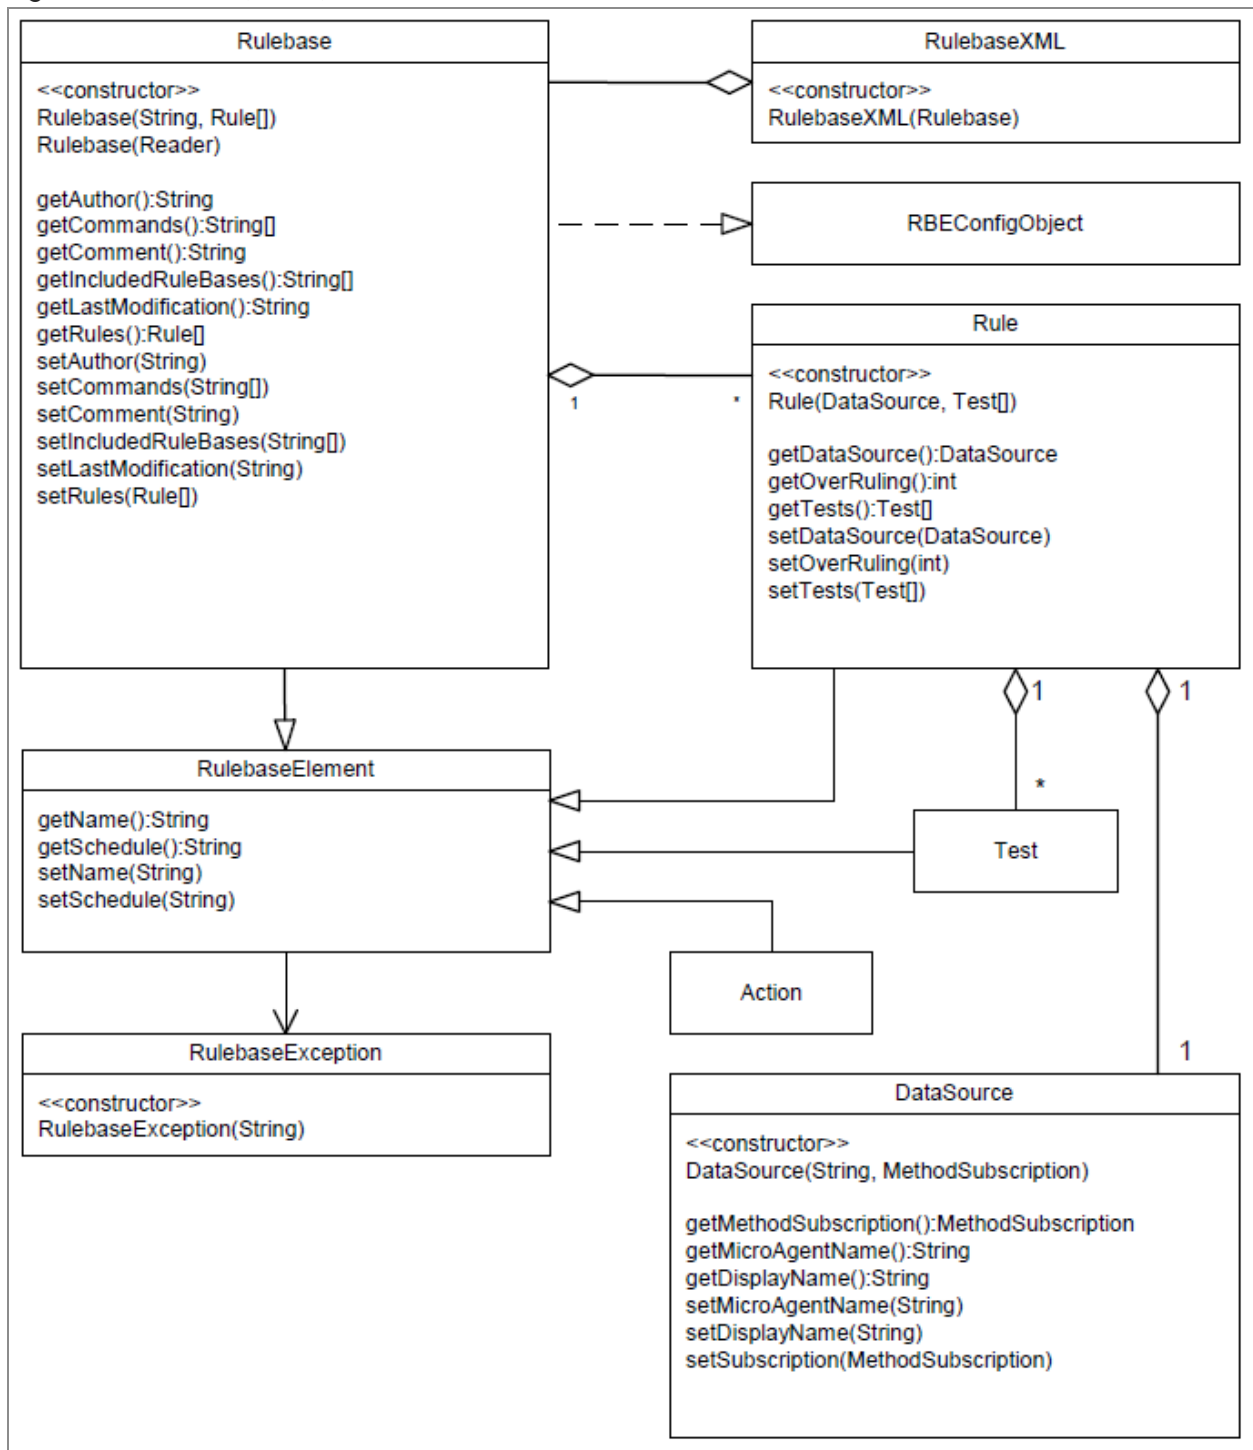 Rulebase
<<constructor>>
Rulebase(String, Rule[])
Rulebase(Reader)
getAuthor():String
getCommands():String[]
getComment():String
getIncludedRuleBases():String[]
getLastModification():String
getRules():Rule[]
setAuthor(String)
setCommands(String[])
setComment(String)
setIncludedRuleBases(String[])
setLastModification(String)
setRules(Rule[])
RulebaseXML
<<constructor>>
RulebaseXML(Rulebase)
RBEConfigObject
1
*
Rule
<<constructor>>
Rule(DataSource, Test[])
getDataSource():DataSource
getOverRuling():int
getTests():Test[]
setDataSource(DataSource)
setOverRuling(int)
setTests(Test[])
1
1
*
RulebaseElement
getName():String
getSchedule():String
setName(String)
setSchedule(String)
Test
Action
RulebaseException
<<constructor>>
RulebaseException(String)
1
DataSource
<<constructor>>
DataSource(String, MethodSubscription)
getMethodSubscription():MethodSubscription
getMicroAgentName():String
getDisplayName():String
setMicroAgentName(String)
setDisplayName(String)
setSubscription(MethodSubscription)